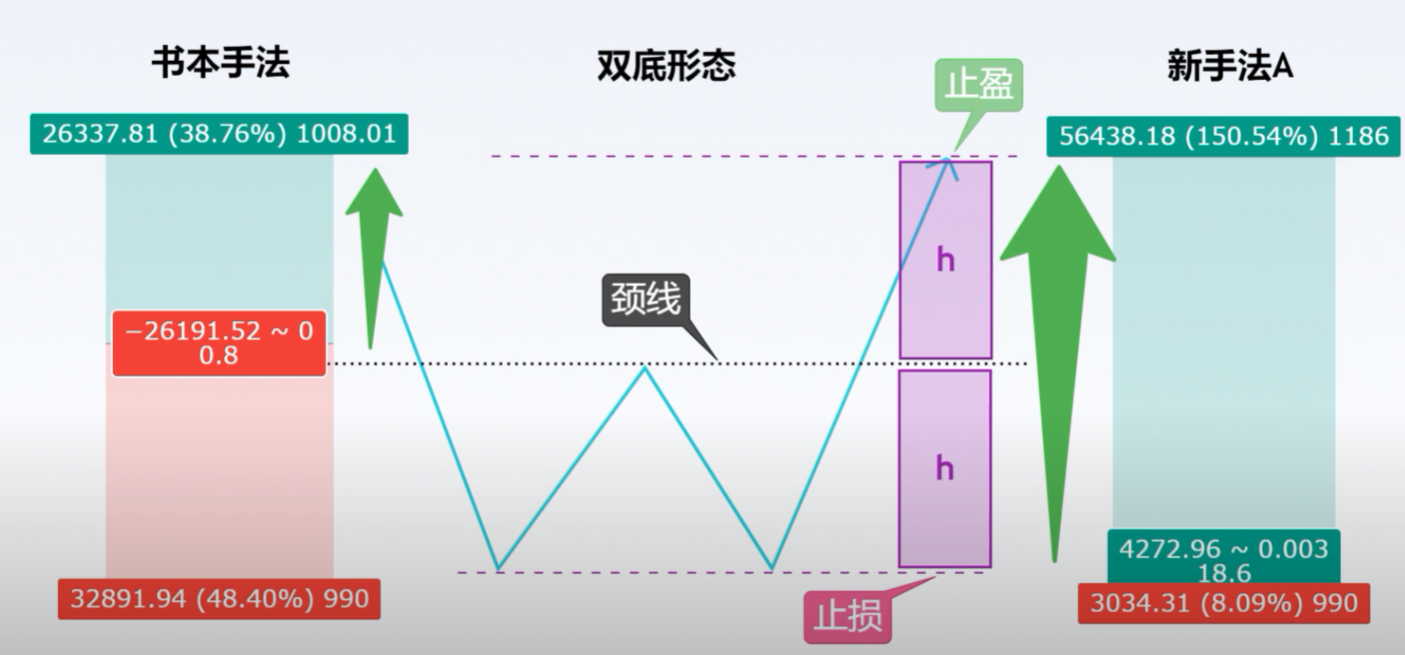 书本手法
双底形态
新手法A
止盈
26337.81 (38.76%) 1008.01
56438.18 (150.54%) 1186
h
颈线
−26191.52 ~ 0
0.8
h
4272.96 ~ 0.003
18.6
32891.94 (48.40%) 990
止损
3034.31 (8.09%) 990